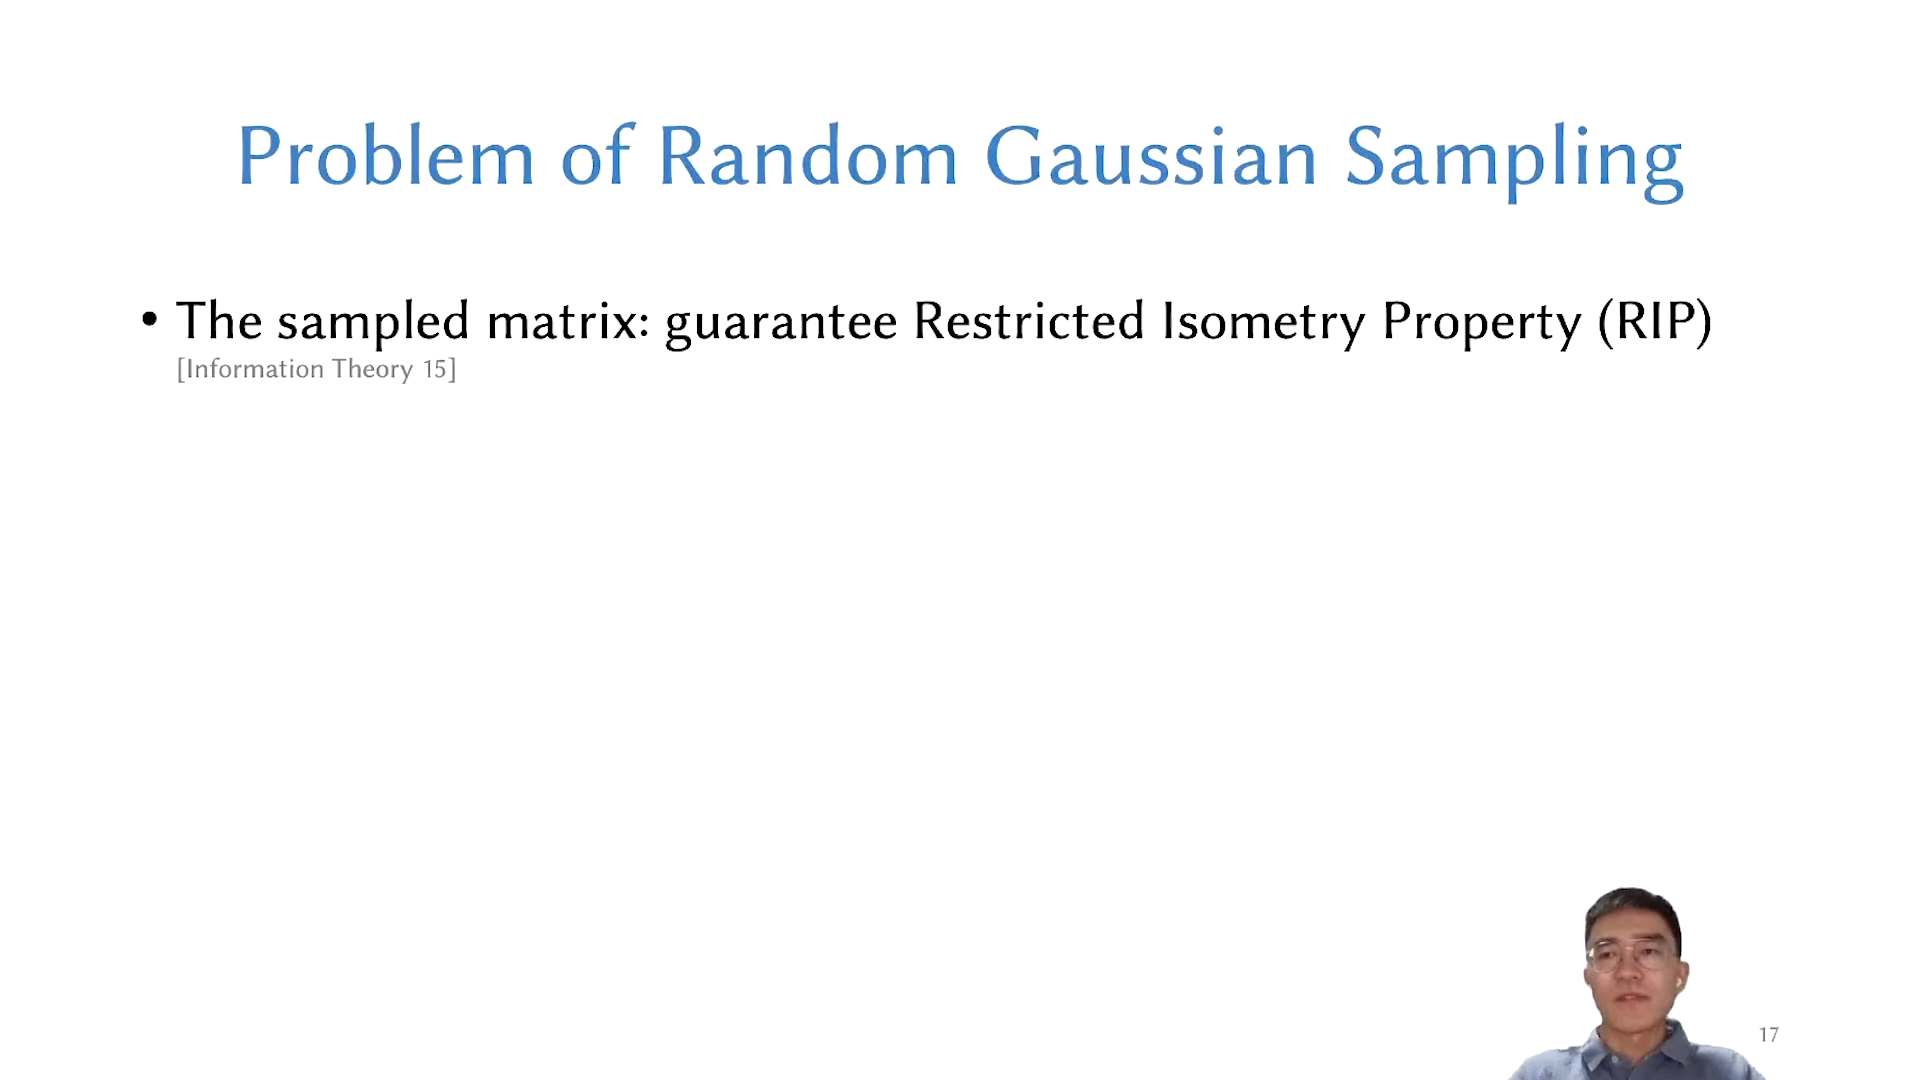 Problem of Random Gaussian Sampling
• The sampled matrix: guarantee Restricted Isometry Property (RIP)
[Information Theory 15]
17